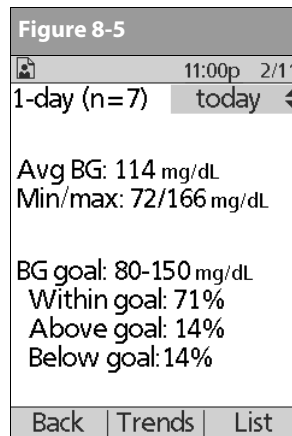 Figure 8-5
11:00p 2/11
1-day (n=7) today
Avg BG: 114 mg/dL
Min/max: 72/166 mg/dL
BG goal: 80-150 mg/dL
Within goal: 71%
Above goal: 14%
Below goal: 14%
Back | Trends | List